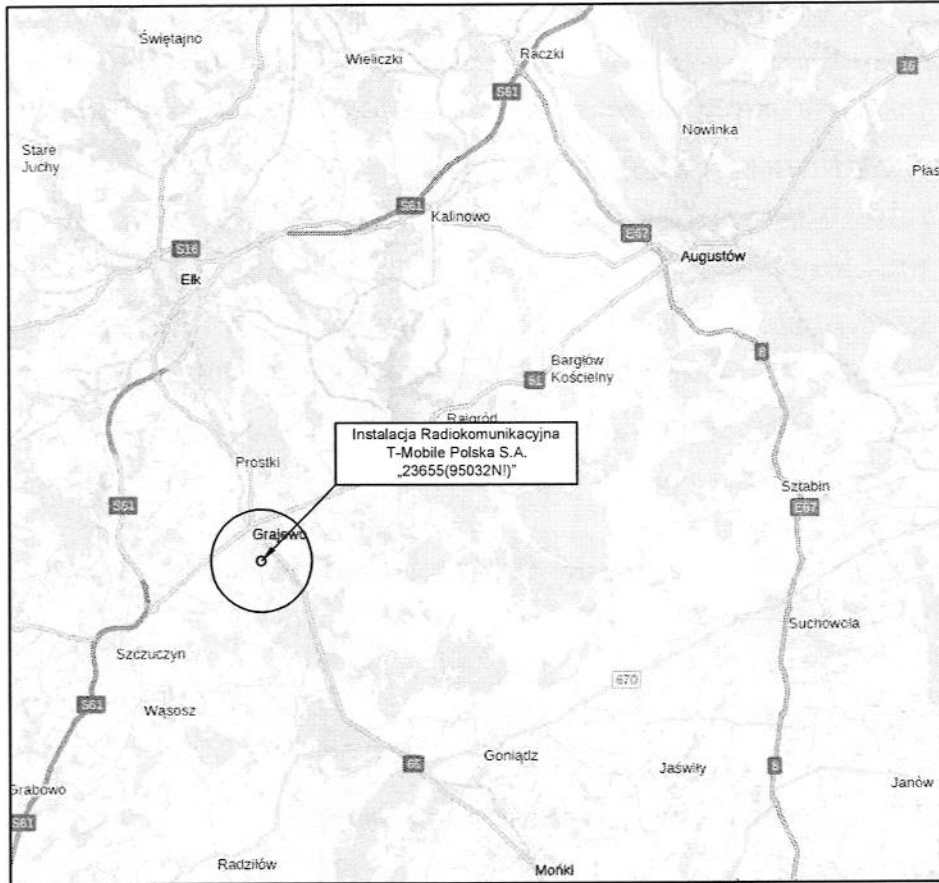 Świętajno
Wieliczki
Raczki
16
S61
Nowinka
Stare
Juchy
Płas
S61
Kalinowo
E67
S16
Augustów
Ełk
8
Bargłów
Kościelny
61
Rajgród
Instalacja Radiokomunikacyjna
T-Mobile Polska S.A.
„23655(95032N!)”
Prostki
Sztabin
S61
E67
Grajewo
Suchowola
Szczuczyn
670
S61
Wąsosz
Goniądz
65
Jaświły
8
Janów
Grabowo
S61
Radziłów
Mońki